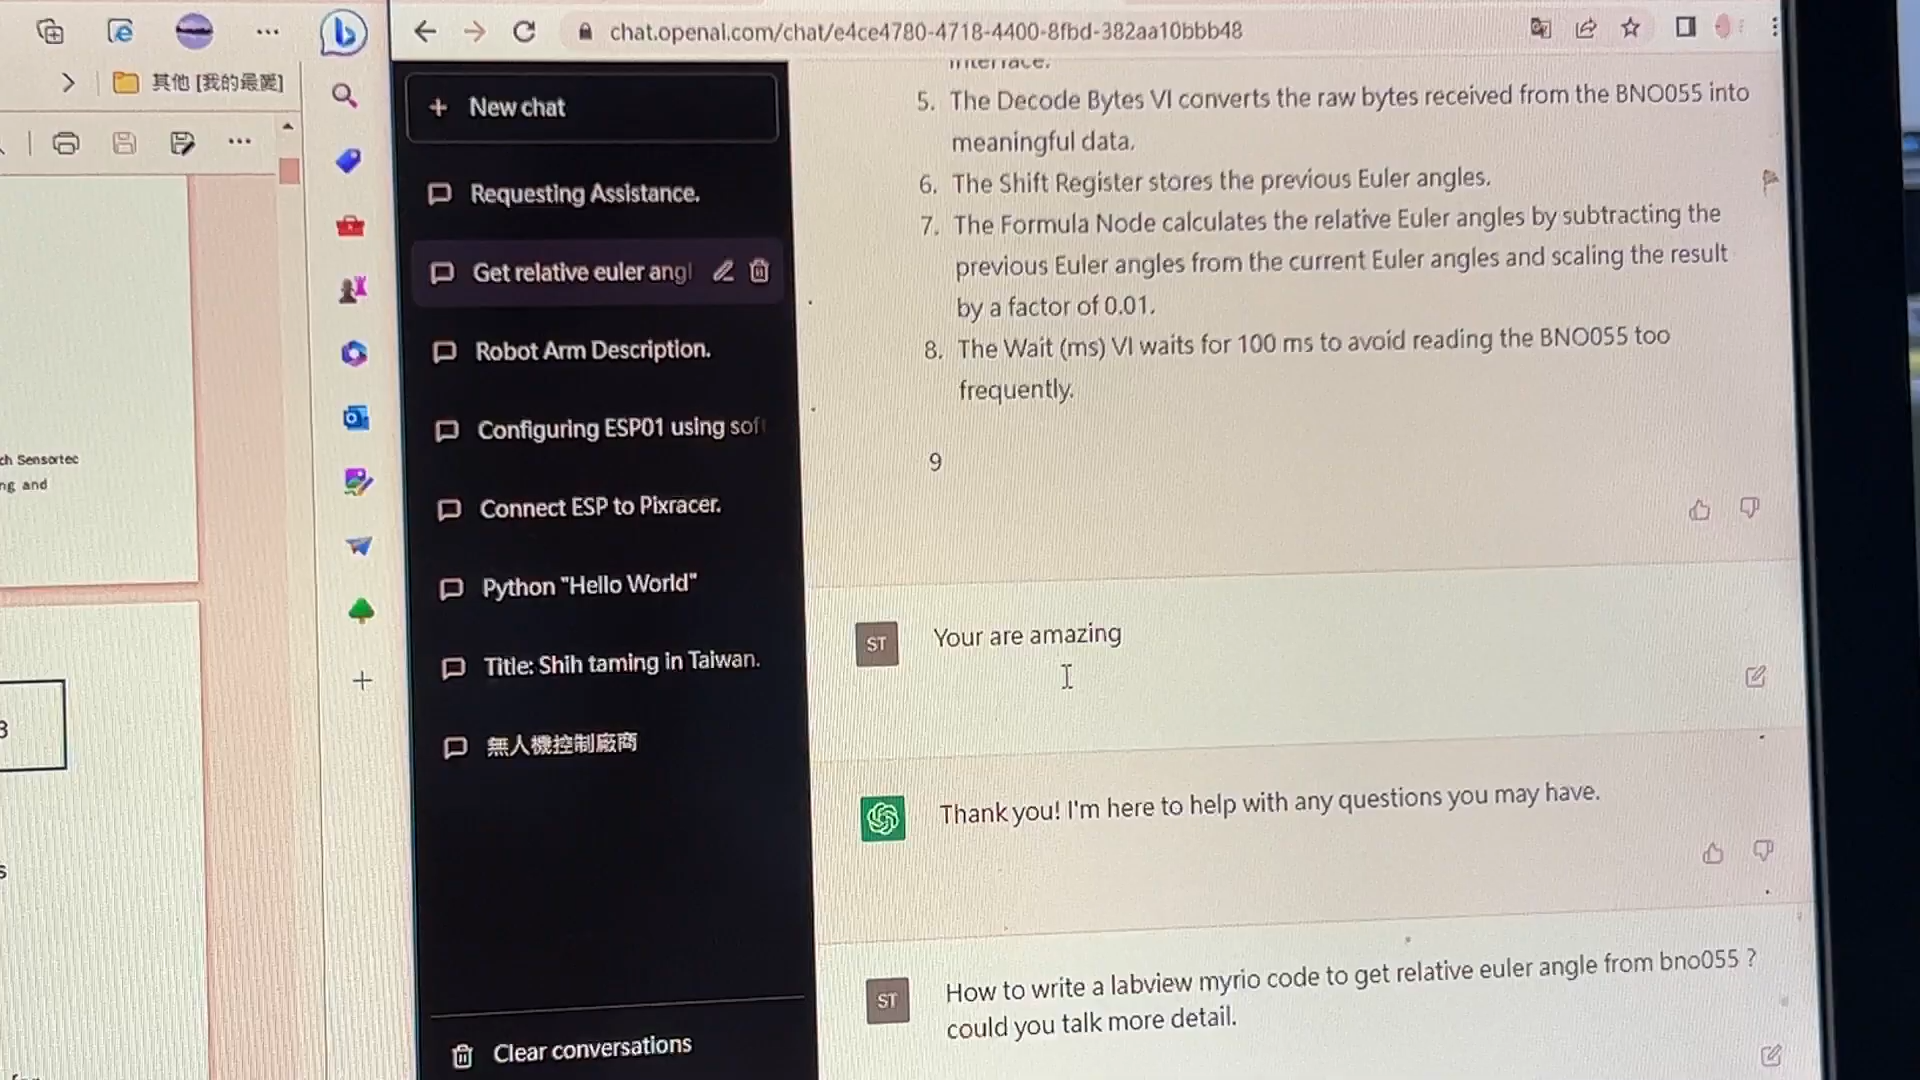 chat.openai.com/chat/e4ce4780-4718-4400-8fbd-382aa10bbb48
其他 [我的最愛]
ch Sensortec
ng and
3
New chat
Requesting Assistance.
Get relative euler angl
Robot Arm Description.
Configuring ESP01 using soft
Connect ESP to Pixracer.
Python "Hello World"
Title: Shih taming in Taiwan.
無人機控制廠商
Clear conversations
interface.
5. The Decode Bytes VI converts the raw bytes received from the BNO055 into
meaningful data.
6. The Shift Register stores the previous Euler angles.
7. The Formula Node calculates the relative Euler angles by subtracting the
previous Euler angles from the current Euler angles and scaling the result
by a factor of 0.01.
8. The Wait (ms) VI waits for 100 ms to avoid reading the BNO055 too
frequently.
9
ST
Your are amazing
Thank you! I'm here to help with any questions you may have.
ST
How to write a labview myrio code to get relative euler angle from bno055 ?
could you talk more detail.